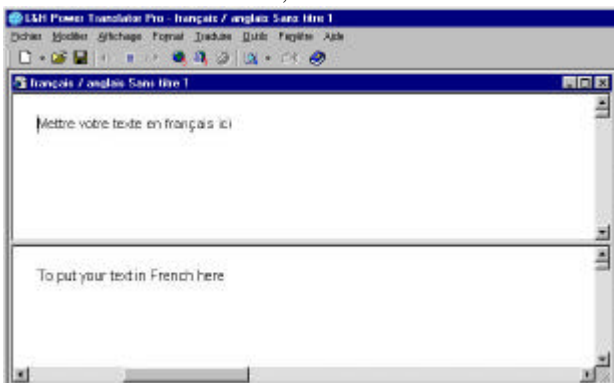 L&H Power Translator Pro - français / anglais Sans titre 1
Fichier Modifier Affichage Format Traduire Outils Fenêtre Aide
français / anglais Sans titre 1
Mettre votre texte en français ici
To put your text in French here